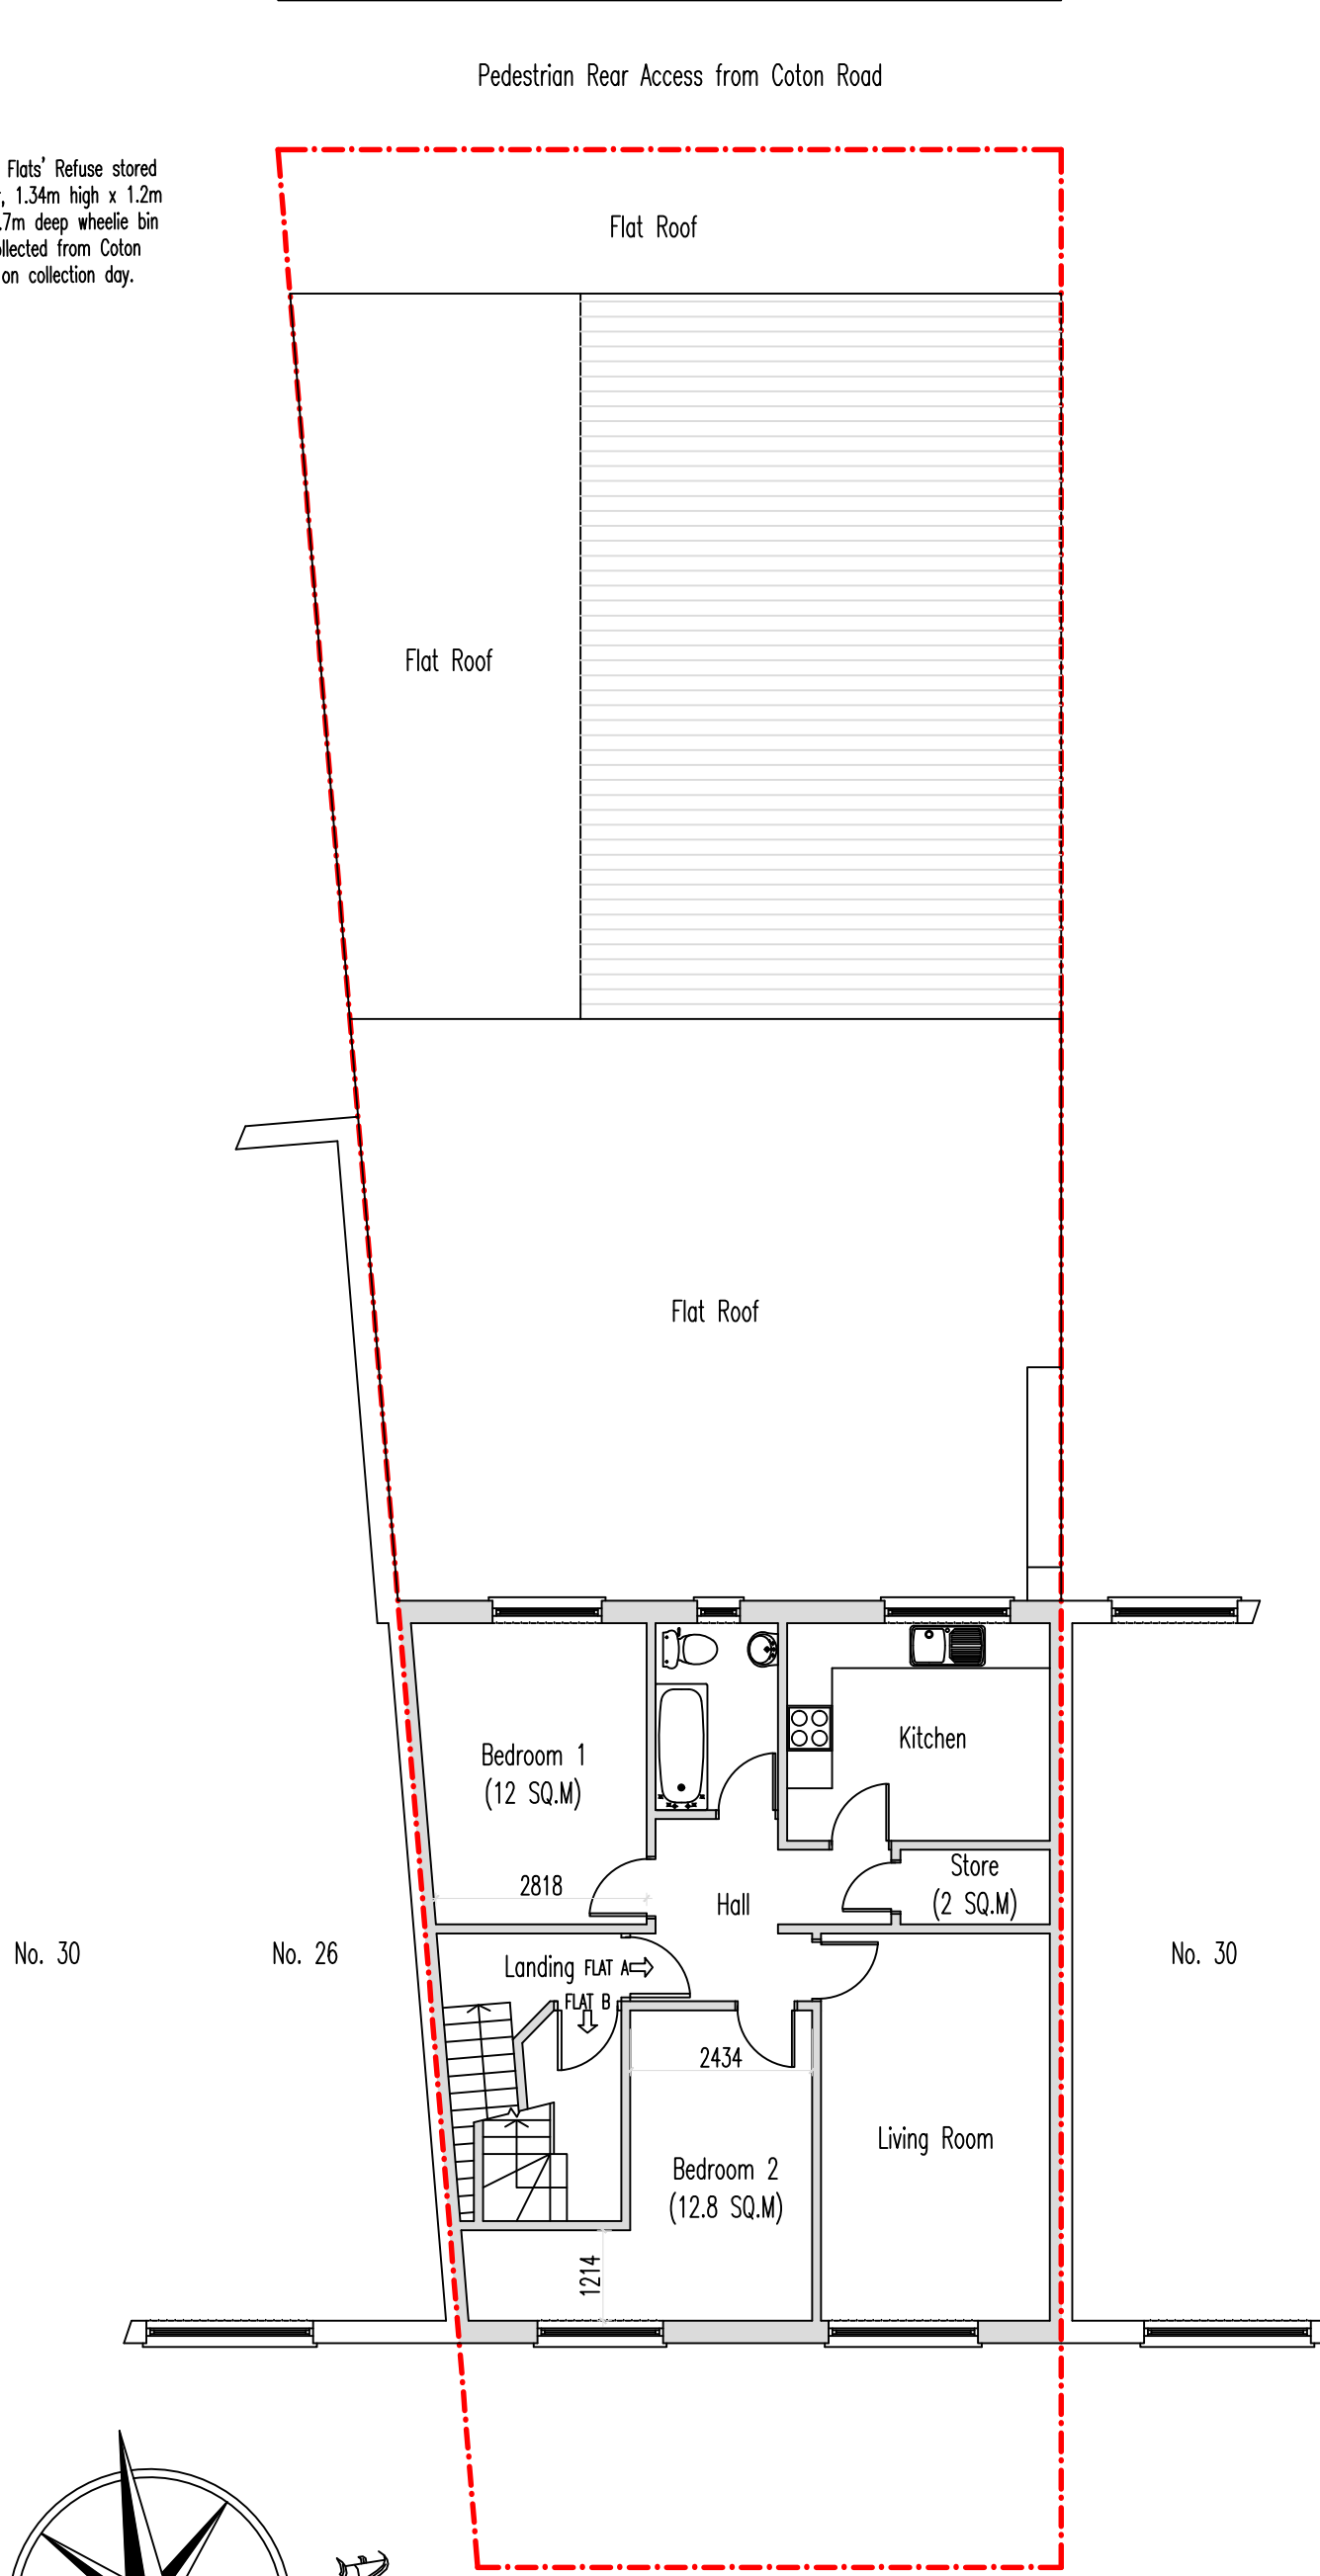 Pedestrian Rear Access from Coton Road
Flats' Refuse stored
, 1.34m high x 1.2m
.7m deep wheelie bin
llected from Coton
on collection day.
Flat Roof
Flat Roof
Flat Roof
Bedroom 1
(12 SQ.M)
Kitchen
2818
Store
(2 SQ.M)
Hall
No. 30
No. 26
Landing FLAT A
No. 30
FLAT B
2434
Living Room
Bedroom 2
(12.8 SQ.M)
1214